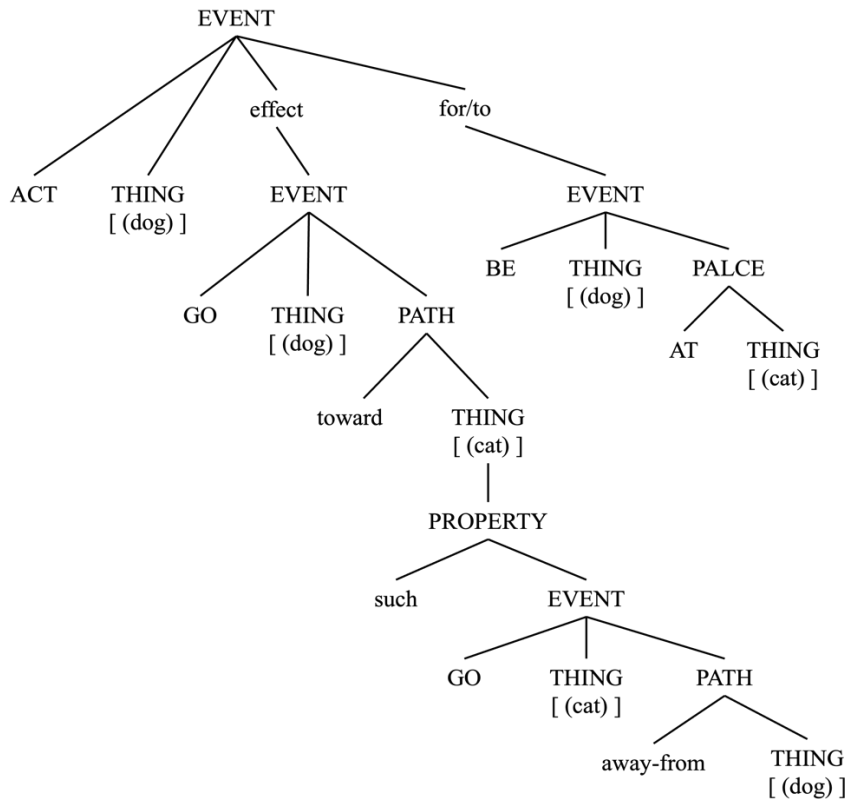 EVENT
effect for/to
ACT THING EVENT EVENT
[ (dog) ]
BE THING PALCE
[ (dog) ]
GO THING PATH
[ (dog) ]
AT THING
[ (cat) ]
toward THING
[ (cat) ]
PROPERTY
such EVENT
GO THING PATH
[ (cat) ]
away-from THING
[ (dog) ]